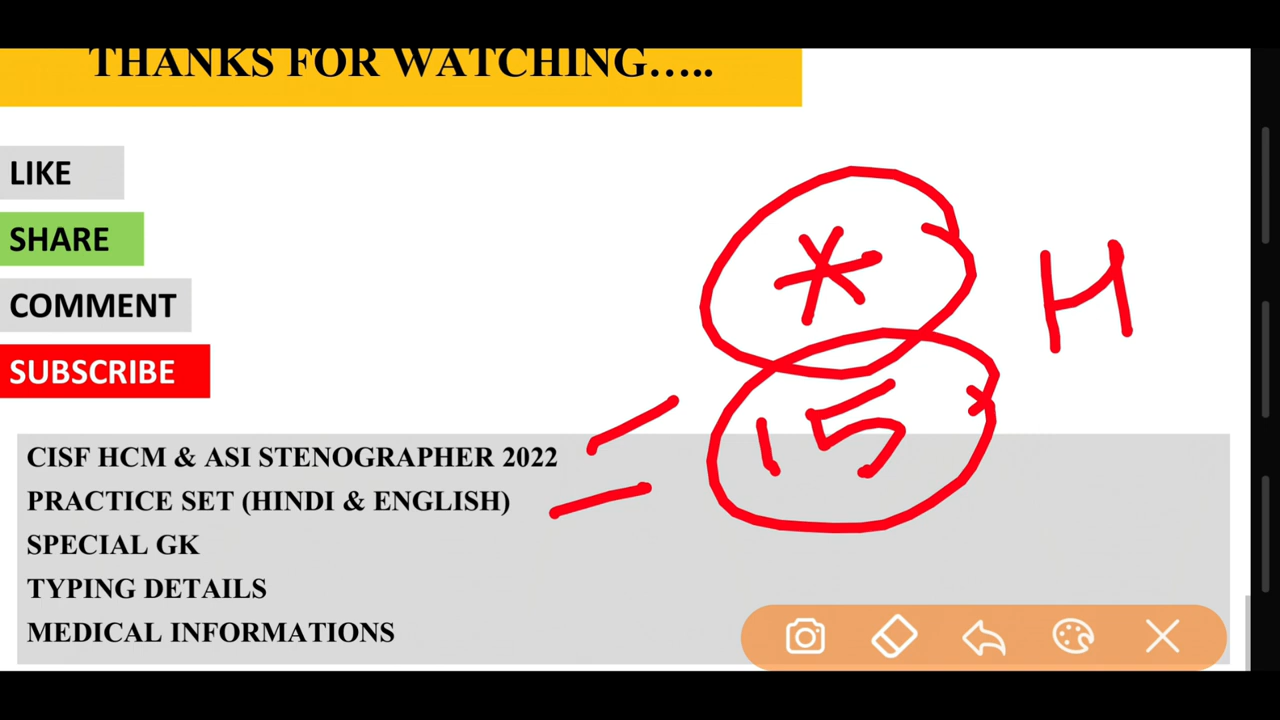 THANKS FOR WATCHING.....
LIKE
SHARE
COMMENT
SUBSCRIBE
* H
15
CISF HCM & ASI STENOGRAPHER 2022
PRACTICE SET (HINDI & ENGLISH)
SPECIAL GK
TYPING DETAILS
MEDICAL INFORMATIONS